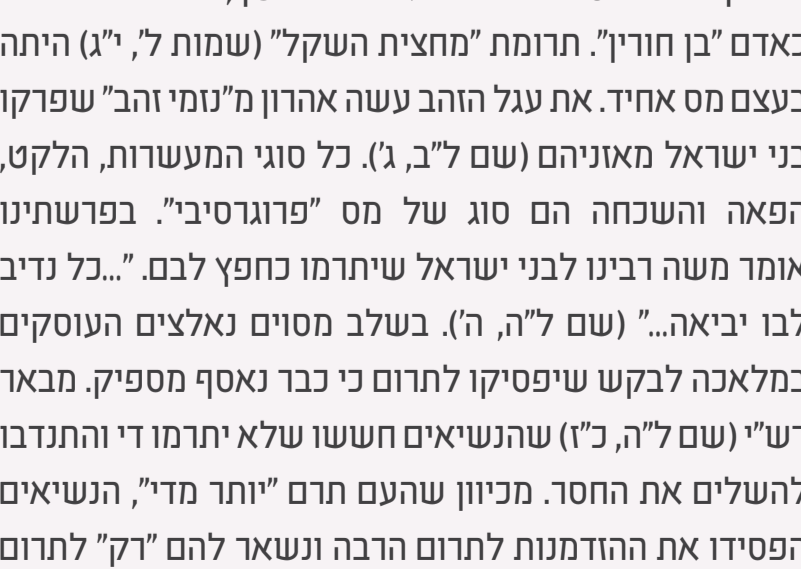 כאדם "בן חורין". תרומת "מחצית השקל" (שמות ל', י"ג) היתה
בעצם מס אחיד. את עגל הזהב עשה אהרון מ"נזמי זהב" שפרקו
בני ישראל מאזניהם (שם ל"ב, ג'). כל סוגי המעשרות, הלקט,
הפאה והשכחה הם סוג של מס "פרוגרסיבי". בפרשתינו
אומר משה רבינו לבני ישראל שיתרמו כחפץ לבם. "...כל נדיב
לבו יביאה..." (שם ל"ה, ה'). בשלב מסוים נאלצים העוסקים
במלאכה לבקש שיפסיקו לתרום כי כבר נאסף מספיק. מבאר
רש"י (שם ל"ה, כ"ז) שהנשיאים חששו שלא יתרמו די והתנדבו
להשלים את החסר. מכיוון שהעם תרם "יותר מדי", הנשיאים
הפסידו את ההזדמנות לתרום הרבה ונשאר להם "רק" לתרום